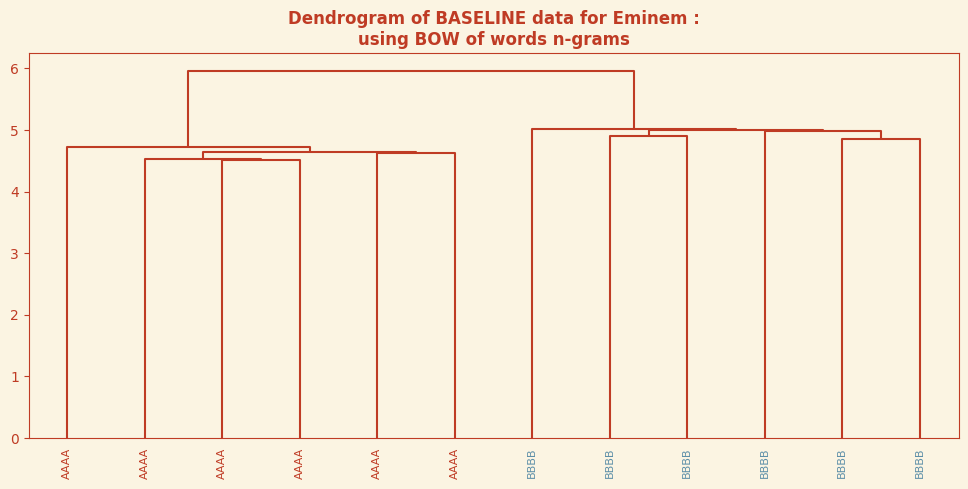 Dendrogram of BASELINE data for Eminem :
using BOW of words n-grams
6
5
4
3
2
1
0
AAAA AAAA AAAA AAAA AAAA AAAA BBBB BBBB BBBB BBBB BBBB BBBB